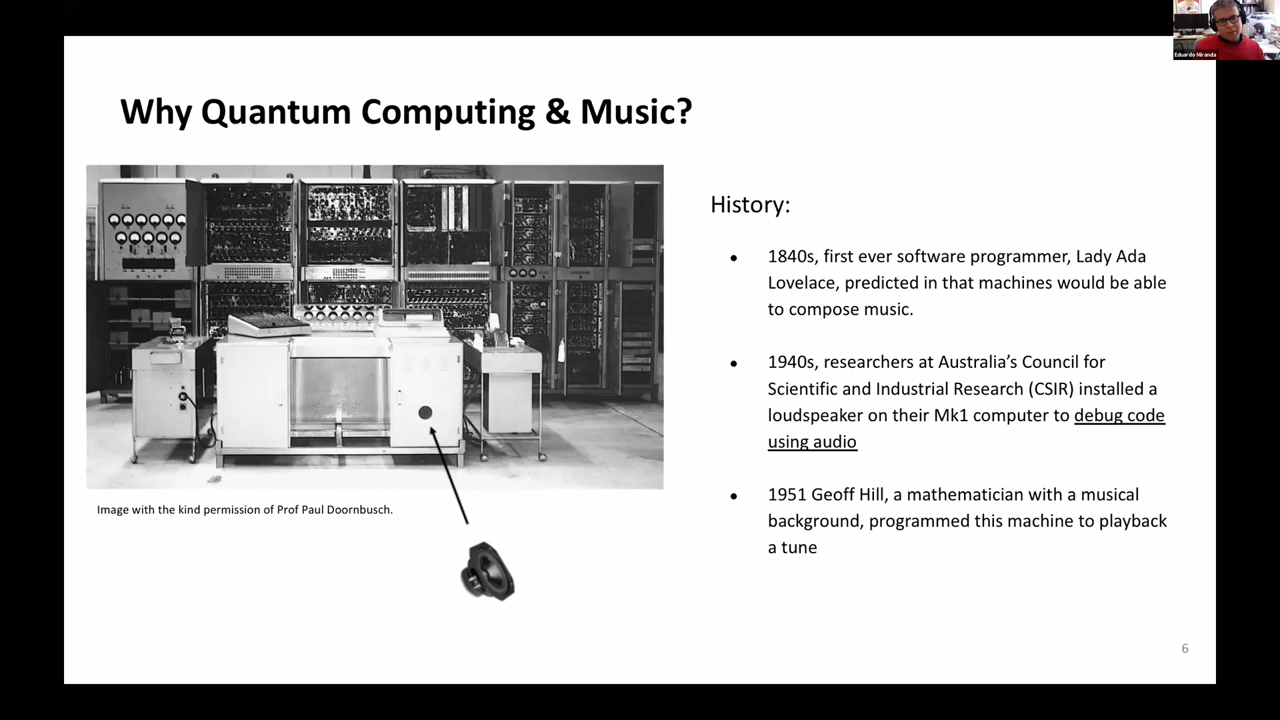 Eduardo Miranda
Why Quantum Computing & Music?
History:
• 1840s, first ever software programmer, Lady Ada
Lovelace, predicted in that machines would be able
to compose music.
• 1940s, researchers at Australia's Council for
Scientific and Industrial Research (CSIR) installed a
loudspeaker on their Mk1 computer to debug code
using audio
• 1951 Geoff Hill, a mathematician with a musical
background, programmed this machine to playback
a tune
Image with the kind permission of Prof Paul Doornbusch.
6